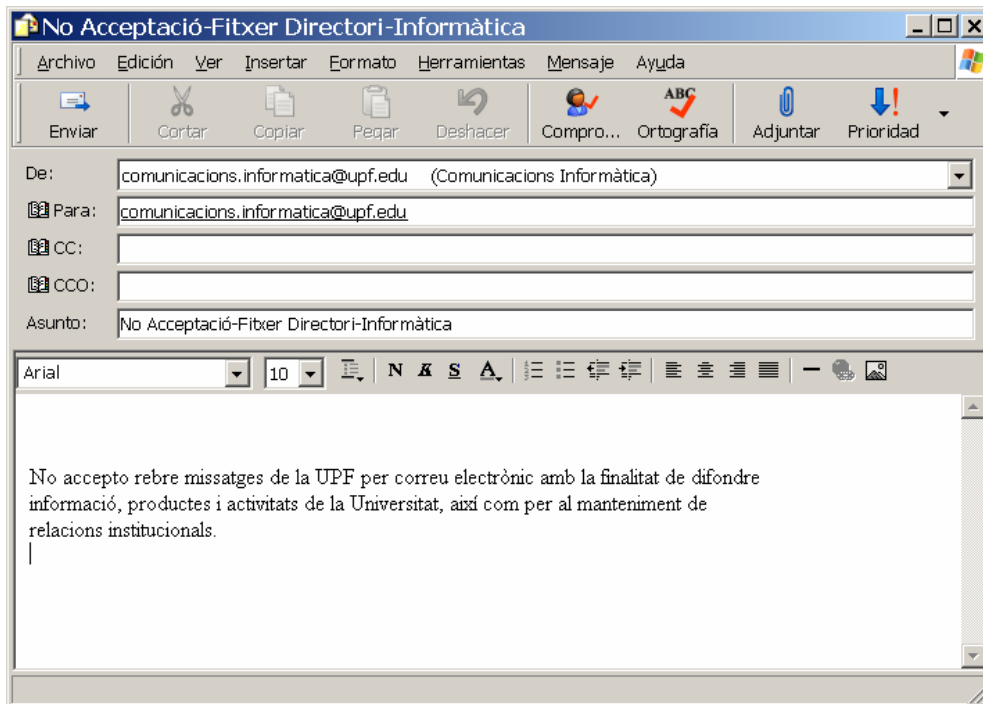 No Acceptació-Fitxer Directori-Informàtica
Archivo Edición Ver Insertar Formato Herramientas Mensaje Ayuda
Enviar Cortar Copiar Pegar Deshacer Compro... Ortografía Adjuntar Prioridad
De: comunicacions.informatica@upf.edu (Comunicacions Informàtica)
Para: comunicacions.informatica@upf.edu
CC:
CCO:
Asunto: No Acceptació-Fitxer Directori-Informàtica
Arial 10 N K S A
No accepto rebre missatges de la UPF per correu electrònic amb la finalitat de difondre
informació, productes i activitats de la Universitat, així com per al manteniment de
relacions institucionals.